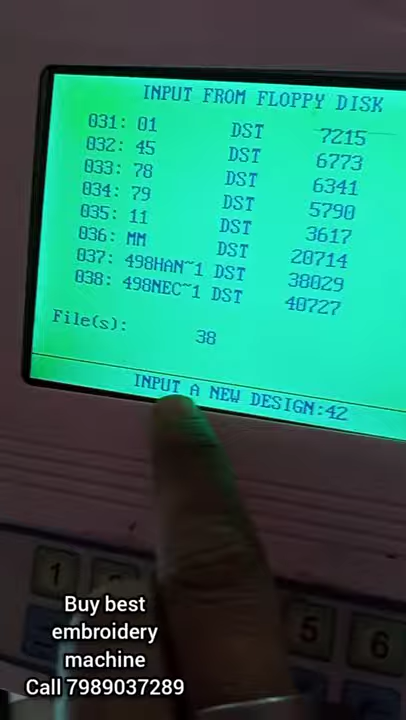 INPUT FROM FLOPPY DISK
031: 01 DST 7215
032: 45 DST 6773
033: 78 DST 6341
034: 79 DST 5790
035: 11 DST 3617
036: MM DST 20714
037: 498HAN~1 DST 38029
038: 498NEC~1 DST 40727
File(s): 38
INPUT A NEW DESIGN:42
1
5
6
Buy best
embroidery
machine
Call 7989037289